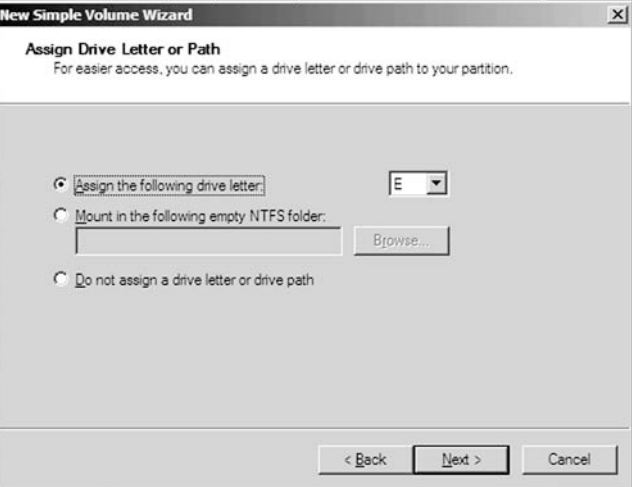 New Simple Volume Wizard
Assign Drive Letter or Path
For easier access, you can assign a drive letter or drive path to your partition.
Assign the following drive letter: E
Mount in the following empty NTFS folder:
Browse...
Do not assign a drive letter or drive path
< Back Next > Cancel